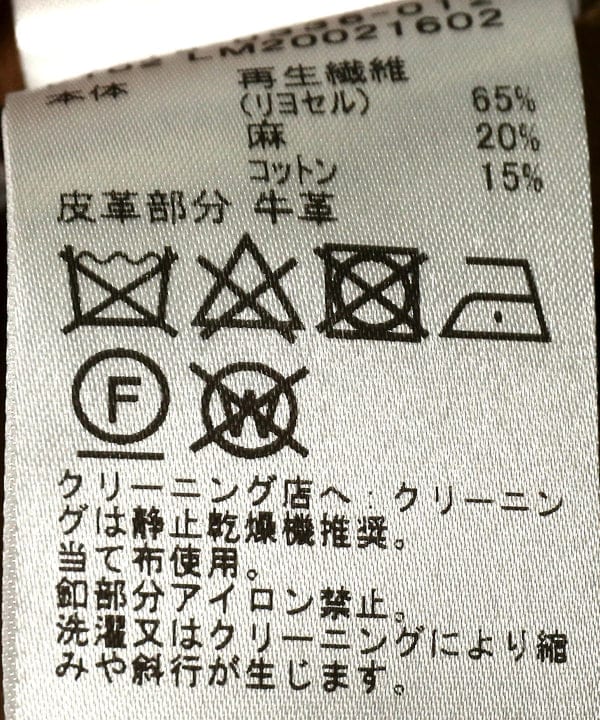 LM20021602
本体 再生繊維
(リヨセル) 65%
麻 20%
コットン 15%
皮革部分 牛革
F W
クリーニング店へ:クリーニン
グは静止乾燥機推奨。
当て布使用。
釦部分アイロン禁止。
洗濯又はクリーニングにより縮
みや斜行が生じます。